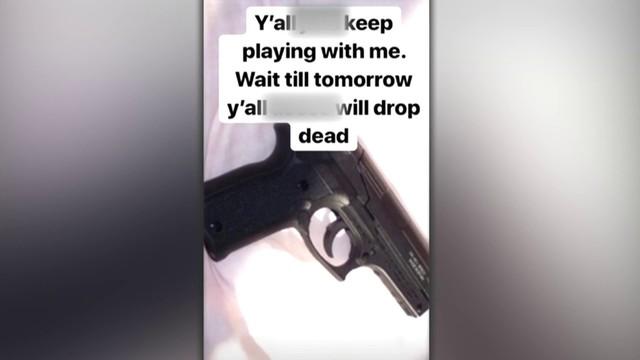 Y'all keep
playing with me.
Wait till tomorrow
y'all will drop
dead